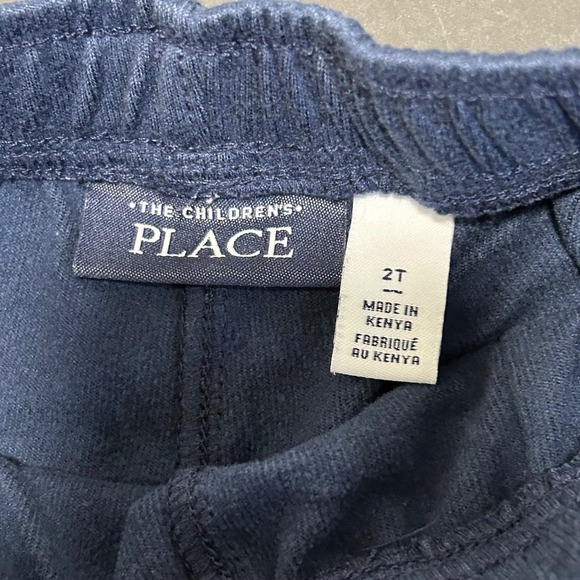 •THE CHILDREN'S•
PLACE
2T
MADE IN
KENYA
FABRIQUÉ
AU KENYA